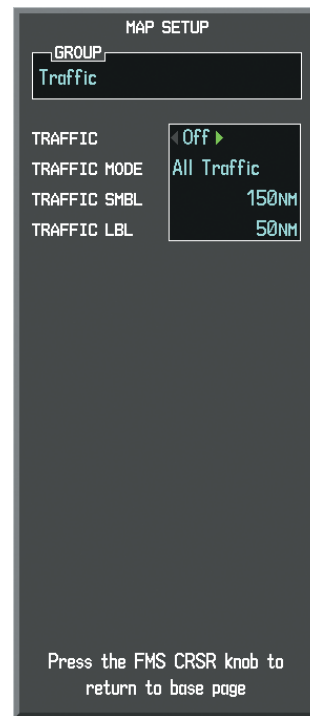 MAP SETUP
GROUP
Traffic
TRAFFIC Off
TRAFFIC MODE All Traffic
TRAFFIC SMBL 150NM
TRAFFIC LBL 50NM
Press the FMS CRSR knob to
return to base page